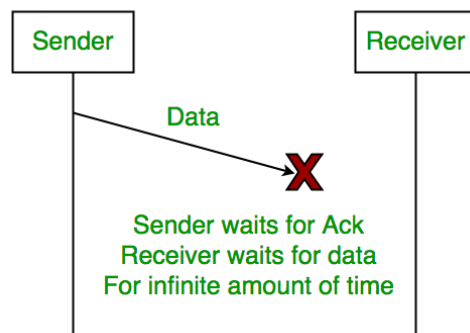 Sender
Receiver
Data
X
Sender waits for Ack
Receiver waits for data
For infinite amount of time